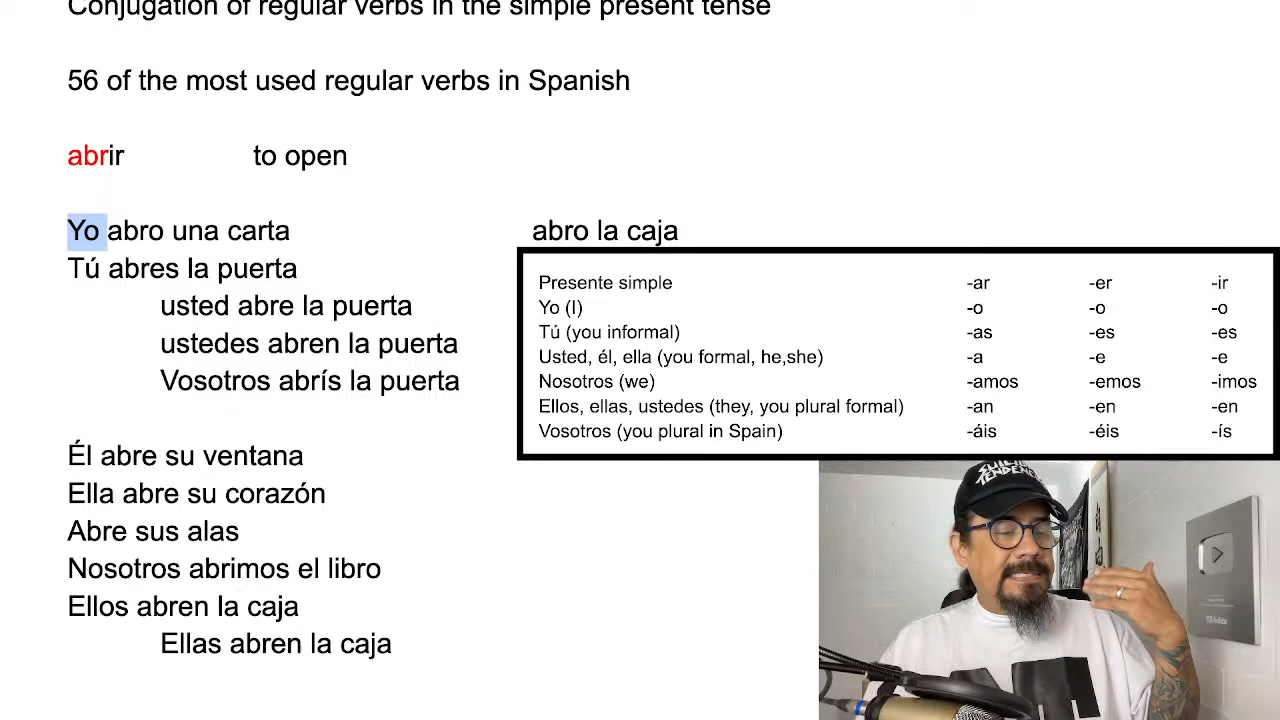 Conjugation of regular verbs in the simple present tense
56 of the most used regular verbs in Spanish
abrir to open
Yo abro una carta abro la caja
Tú abres la puerta
usted abre la puerta
ustedes abren la puerta
Vosotros abrís la puerta
Él abre su ventana
Ella abre su corazón
Abre sus alas
Nosotros abrimos el libro
Ellos abren la caja
Ellas abren la caja
Presente simple -ar -er -ir
Yo (I) -o -o -o
Tú (you informal) -as -es -es
Usted, él, ella (you formal, he,she) -a -e -e
Nosotros (we) -amos -emos -imos
Ellos, ellas, ustedes (they, you plural formal) -an -en -en
Vosotros (you plural in Spain) -áis -éis -ís